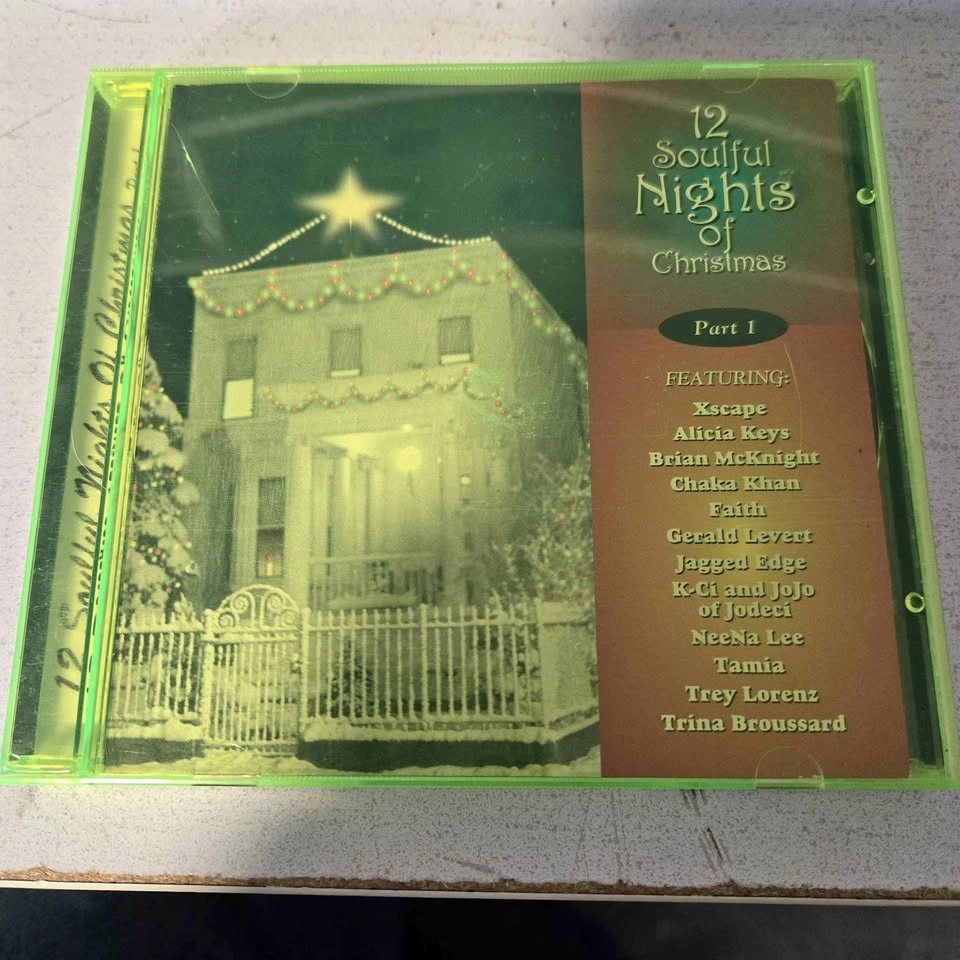 12
Soulful
Nights
of
Christmas
Part 1
FEATURING:
Xscape
Alicia Keys
Brian McKnight
Chaka Khan
Faith
Gerald Levert
Jagged Edge
K-Ci and JoJo
of Jodeci
NeeNa Lee
Tamia
Trey Lorenz
Trina Broussard
12 Soulful Nights Of Christmas